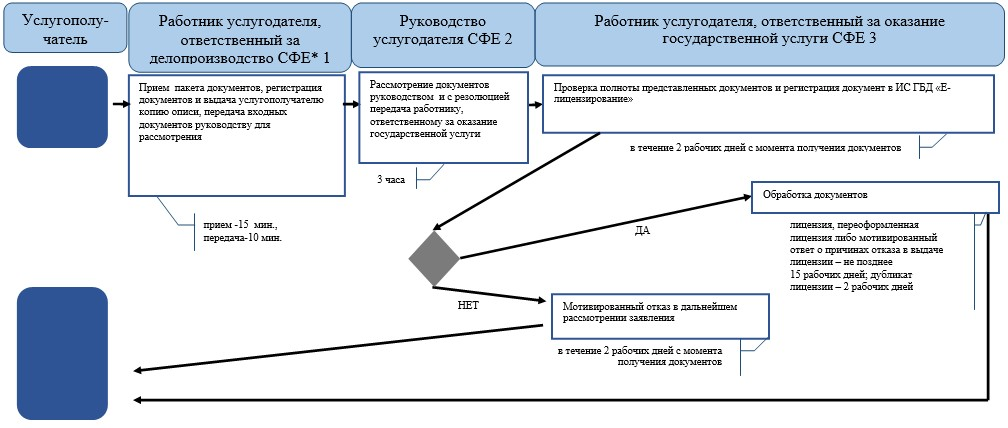 Услугополу-
чатель
Работник услугодателя,
ответственный за
делопроизводство СФЕ* 1
Руководство
услугодателя СФЕ 2
Работник услугодателя, ответственный за оказание
государственной услуги СФЕ 3
Прием  пакета документов, регистрация
документов и выдача услугополучателю
копию описи, передача входных
документов руководству для
рассмотрения
прием -15  мин.,
передача-10 мин.
Рассмотрение документов
руководством  и с резолюцией
передача работнику,
ответственному за оказание
государственной услуги
3 часа
Проверка полноты представленных документов и регистрация документ в ИС ГБД «Е-
лицензирование»
в течение 2 рабочих дней с момента получения документов
Обработка документов
лицензия, переоформленная
лицензия либо мотивированный
ответ о причинах отказа в выдаче
лицензии – не позднее
15 рабочих дней; дубликат
лицензии – 2 рабочих дней
ДА
НЕТ
Мотивированный отказ в дальнейшем
рассмотрении заявления
в течение 2 рабочих дней с момента
получения документов